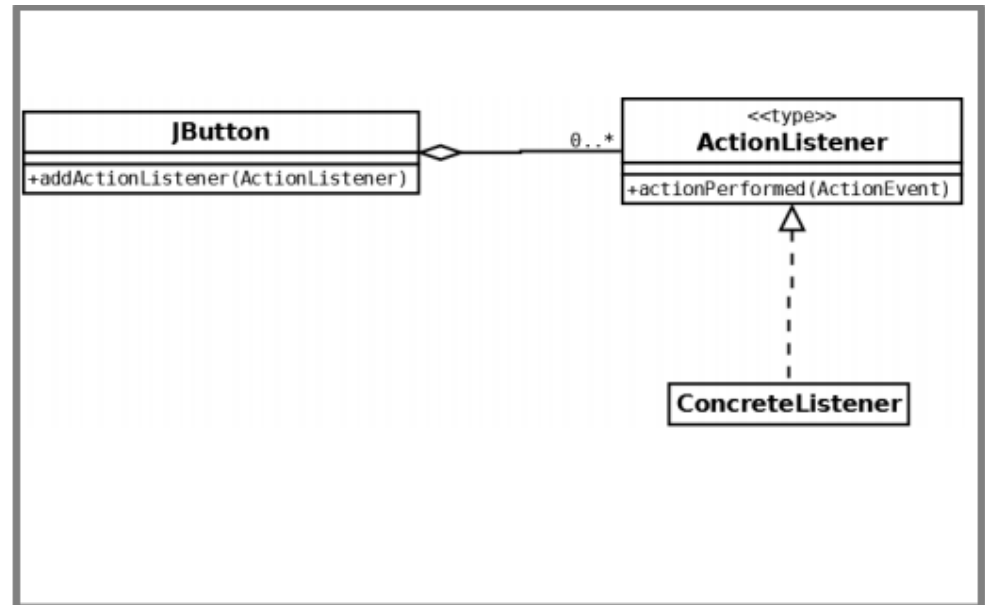 JButton
+addActionListener(ActionListener)
0..*
<<type>>
ActionListener
+actionPerformed(ActionEvent)
ConcreteListener